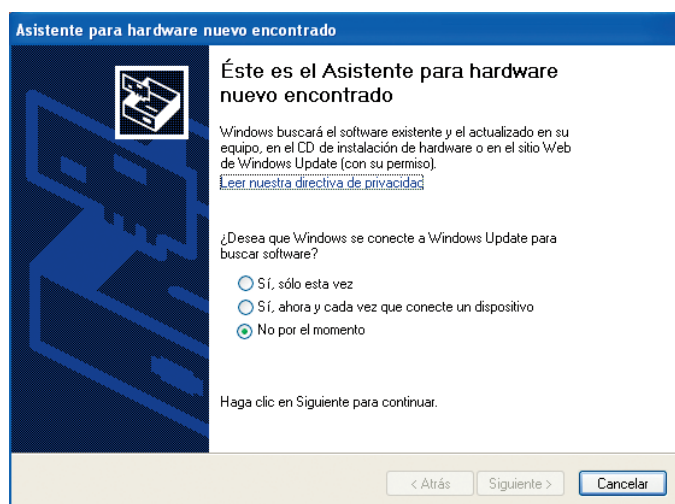 Asistente para hardware nuevo encontrado
Éste es el Asistente para hardware
nuevo encontrado
Windows buscará el software existente y el actualizado en su
equipo, en el CD de instalación de hardware o en el sitio Web
de Windows Update (con su permiso).
Leer nuestra directiva de privacidad
¿Desea que Windows se conecte a Windows Update para
buscar software?
Sí, sólo esta vez
Sí, ahora y cada vez que conecte un dispositivo
No por el momento
Haga clic en Siguiente para continuar.
< Atrás Siguiente > Cancelar